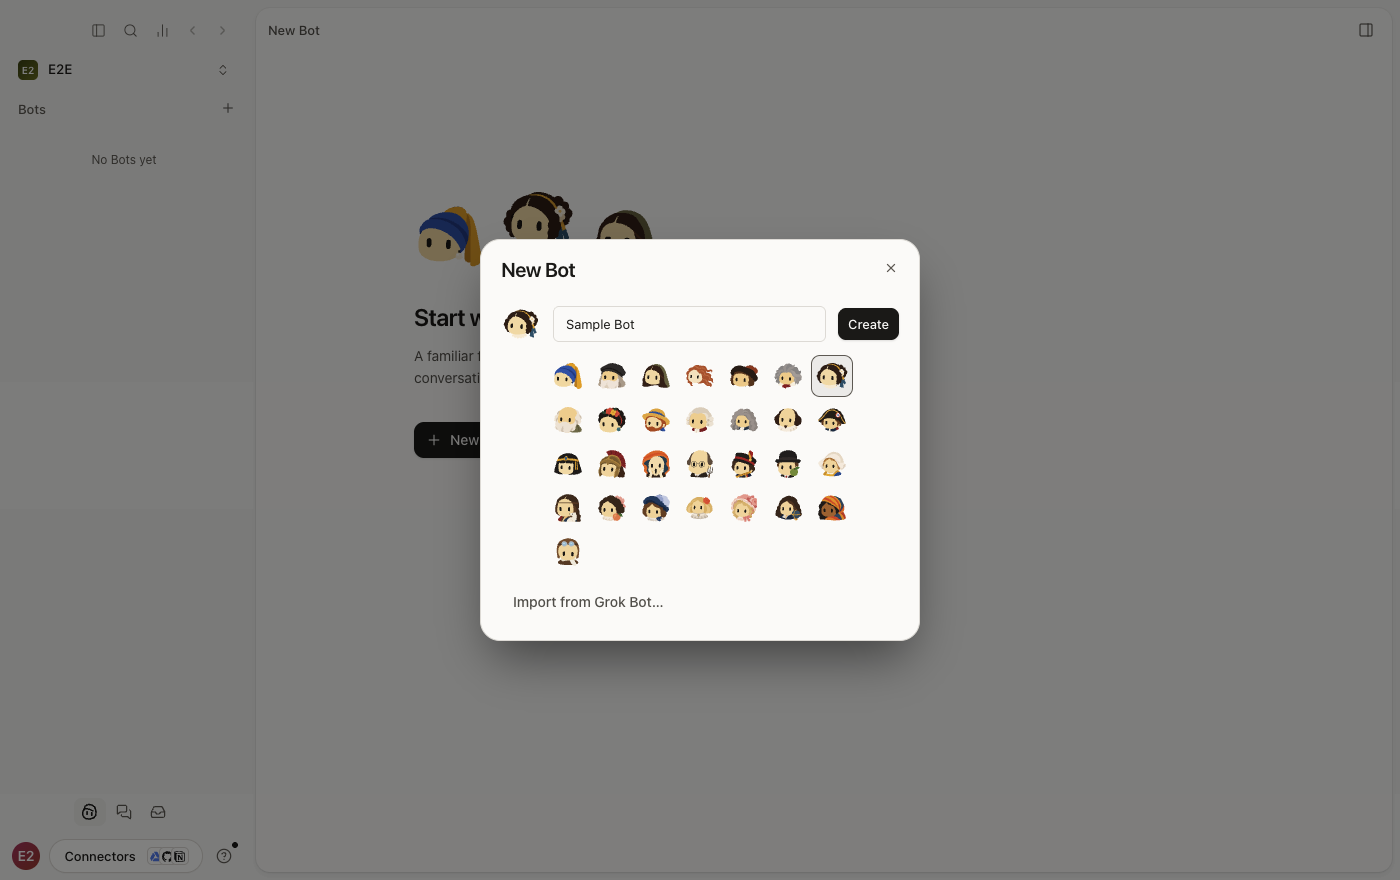 New Bot
E2 E2E
Bots
No Bots yet
Start w
A familiar f
conversati
New
New Bot
Sample Bot
Create
Import from Grok Bot...
E2
Connectors